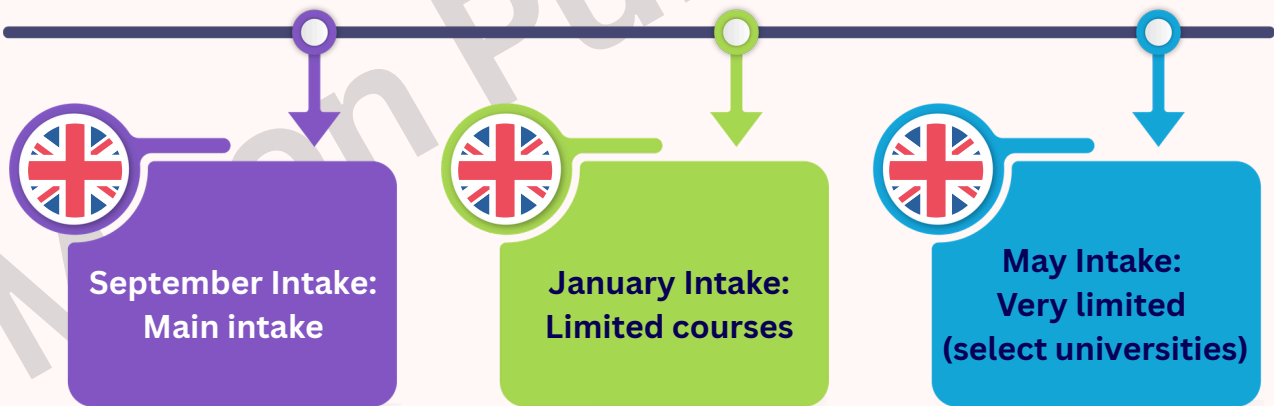 September Intake:
Main intake
January Intake:
Limited courses
May Intake:
Very limited
(select universities)